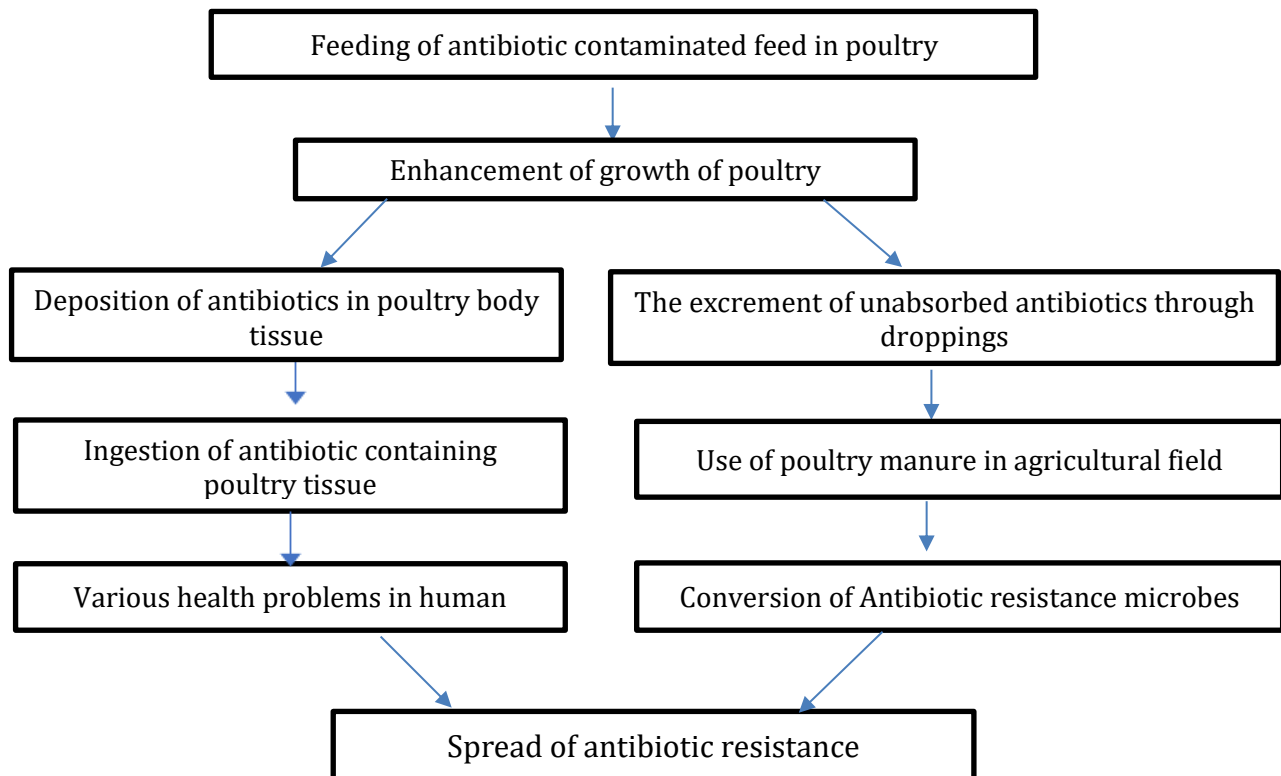 Feeding of antibiotic contaminated feed in poultry
Enhancement of growth of poultry
Deposition of antibiotics in poultry body
tissue
The excrement of unabsorbed antibiotics through
droppings
Ingestion of antibiotic containing
poultry tissue
Use of poultry manure in agricultural field
Various health problems in human
Conversion of Antibiotic resistance microbes
Spread of antibiotic resistance